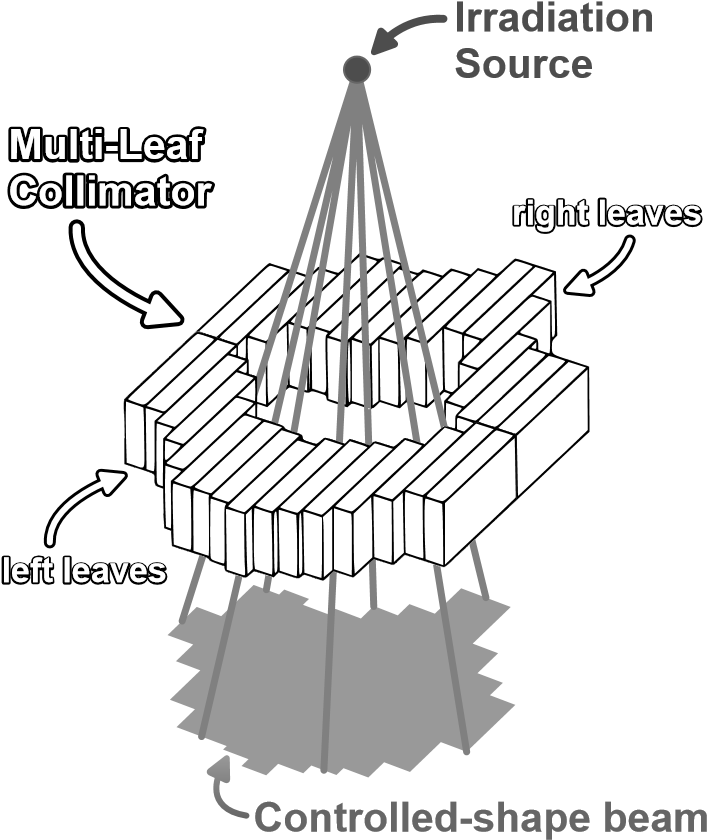 Irradiation
Source
Multi-Leaf
Collimator
right leaves
left leaves
Controlled-shape beam